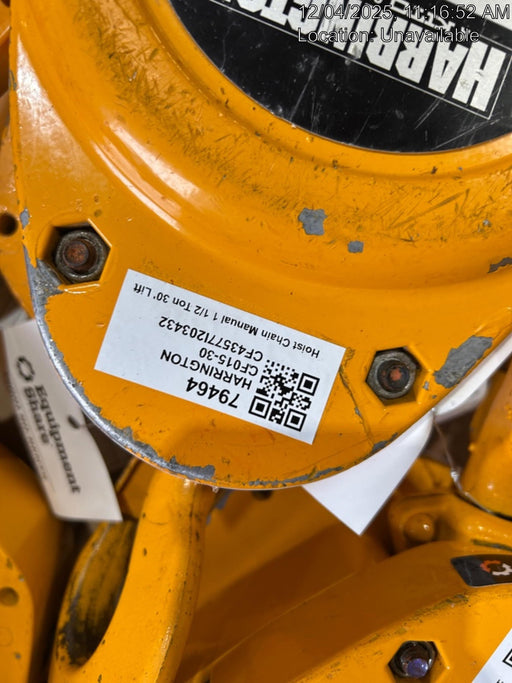 12/04/2025, 11:16:52 AM
Location: Unavailable
HARRINGTON
79464
HARRINGTON
CF015-30
CF43577I203432
Hoist Chain Manual 1 1/2 Ton 30' Lift
Equipment
Share